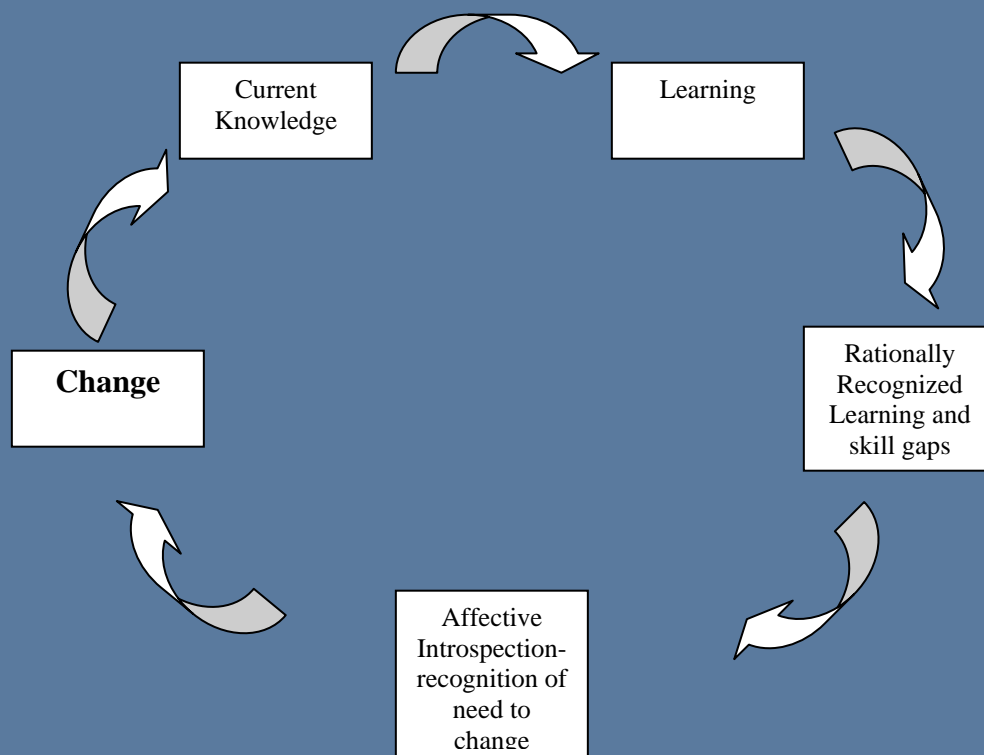 Current
Knowledge
Learning
Rationally
Recognized
Learning and
skill gaps
Affective
Introspection-
recognition of
need to
change
Change